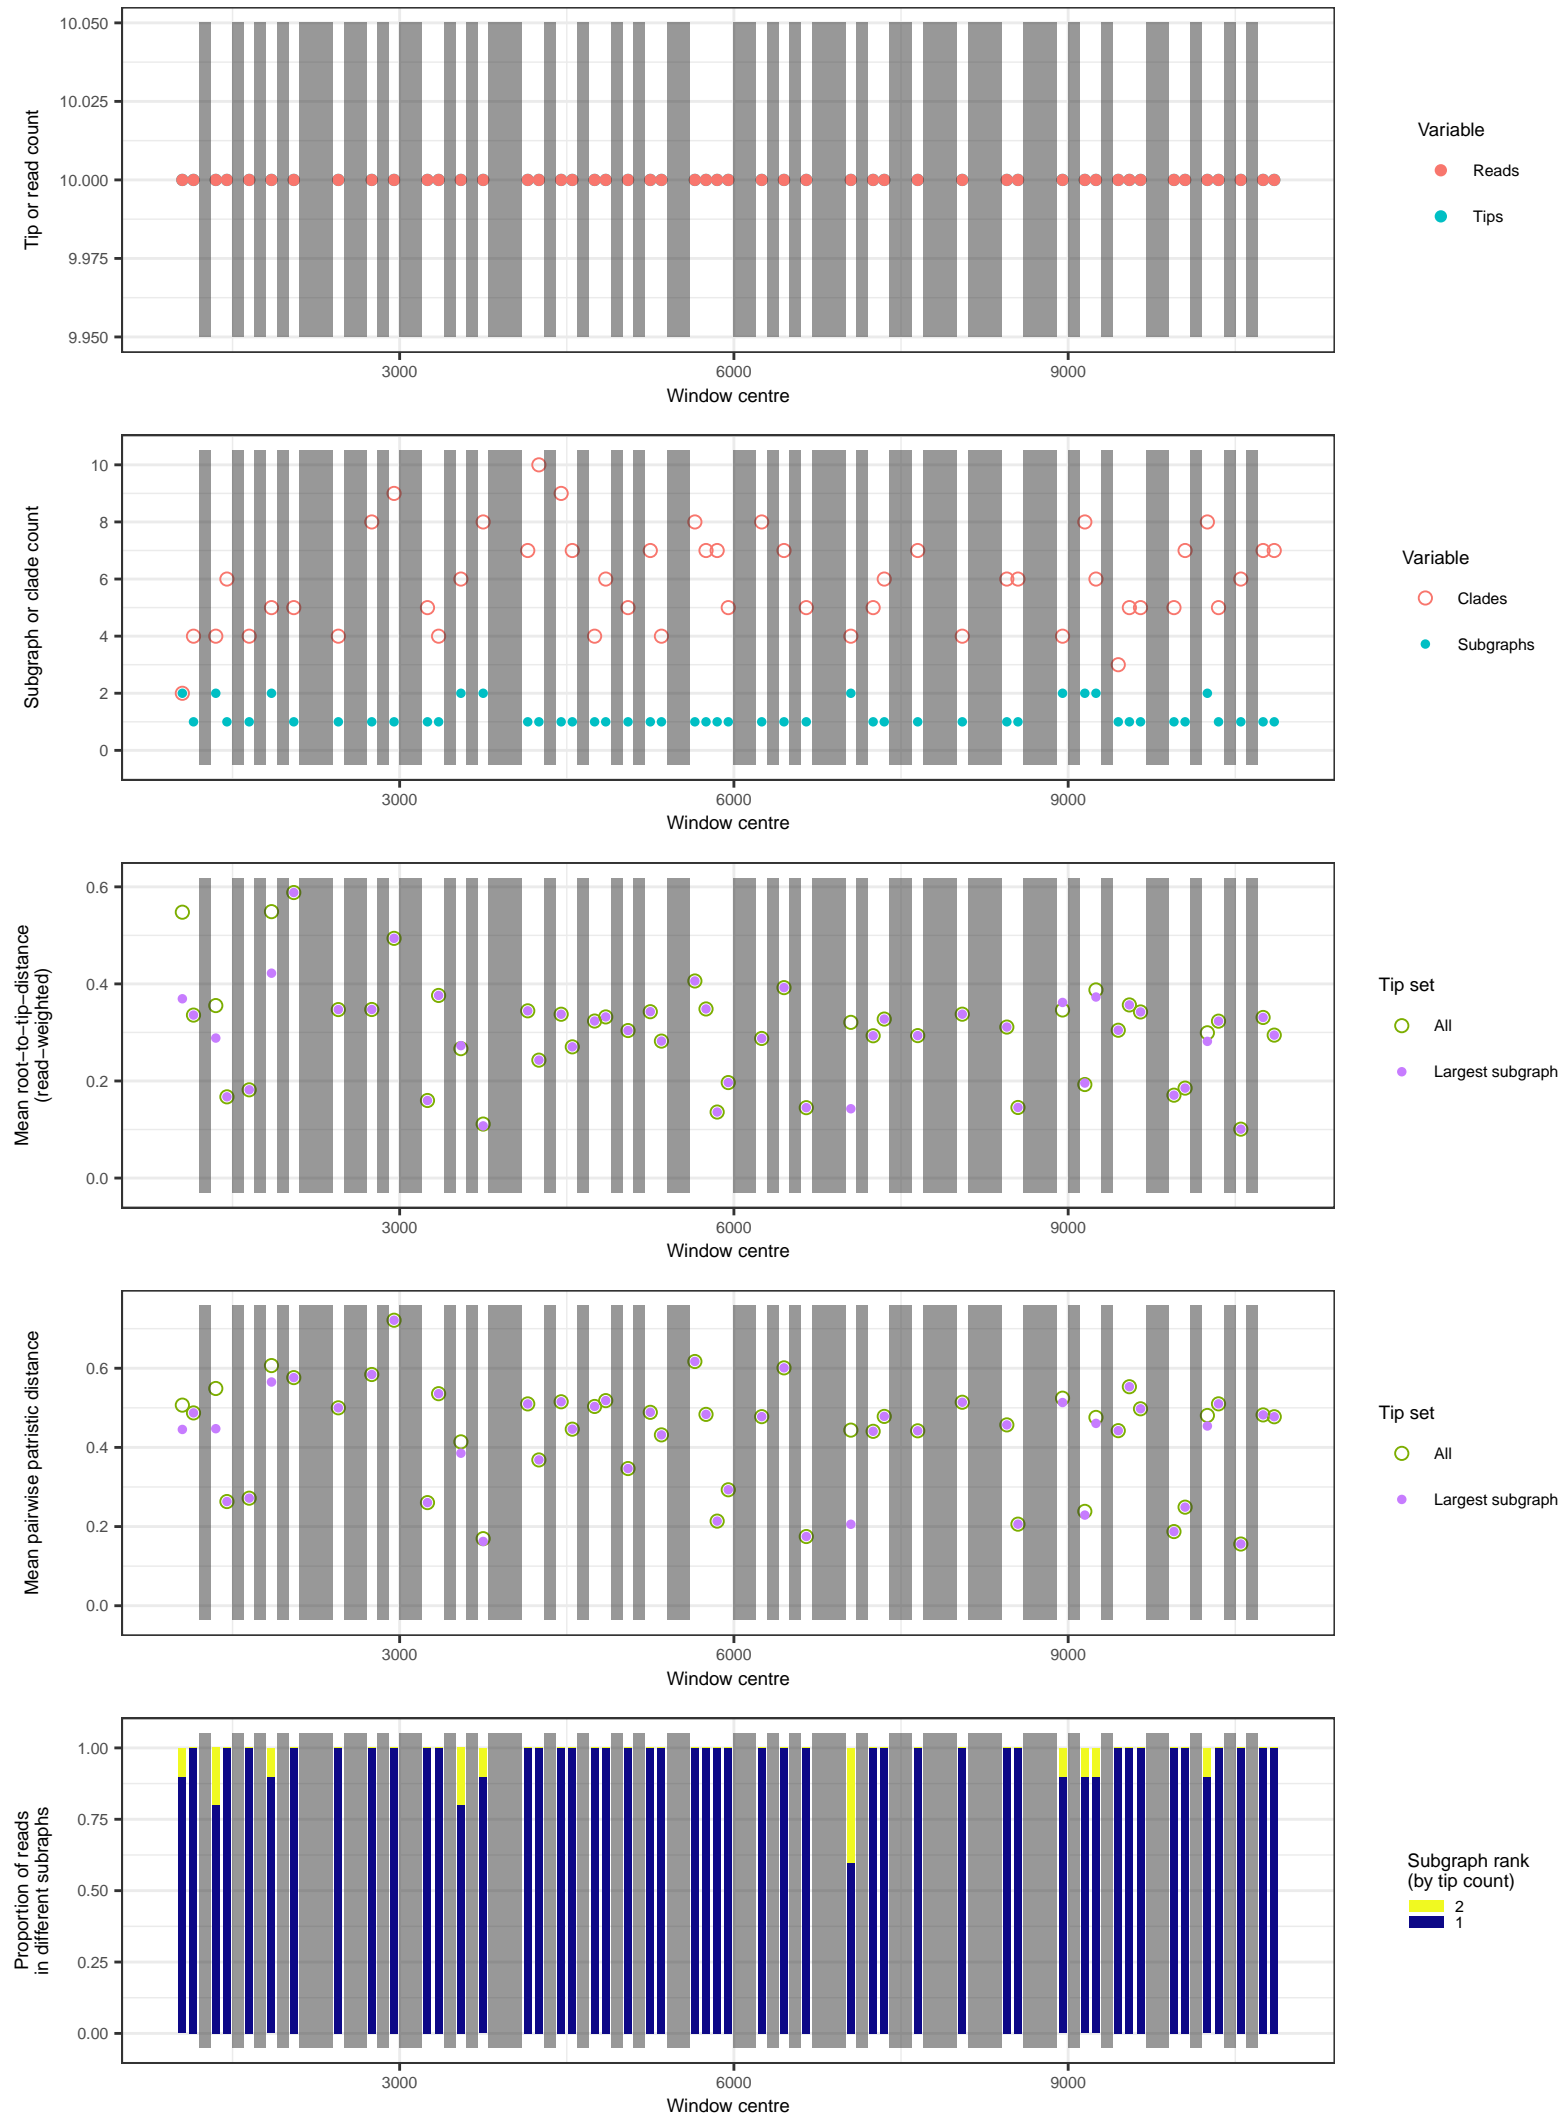 10.050
10.025
10.000
9.975
9.950
Tip or read count
3000
6000
9000
Window centre
Variable
Reads
Tips
10
8
6
4
2
0
Subgraph or clade count
3000
6000
9000
Window centre
Variable
Clades
Subgraphs
0.6
0.4
0.2
0.0
Mean root−to−tip−distance
(read−weighted)
3000
6000
9000
Window centre
Tip set
All
Largest subgraph
0.6
0.4
0.2
0.0
Mean pairwise patristic distance
3000
6000
9000
Window centre
Tip set
All
Largest subgraph
1.00
0.75
0.50
0.25
0.00
Proportion of reads
in different subraphs
3000
6000
9000
Window centre
Subgraph rank
(by tip count)
2
1